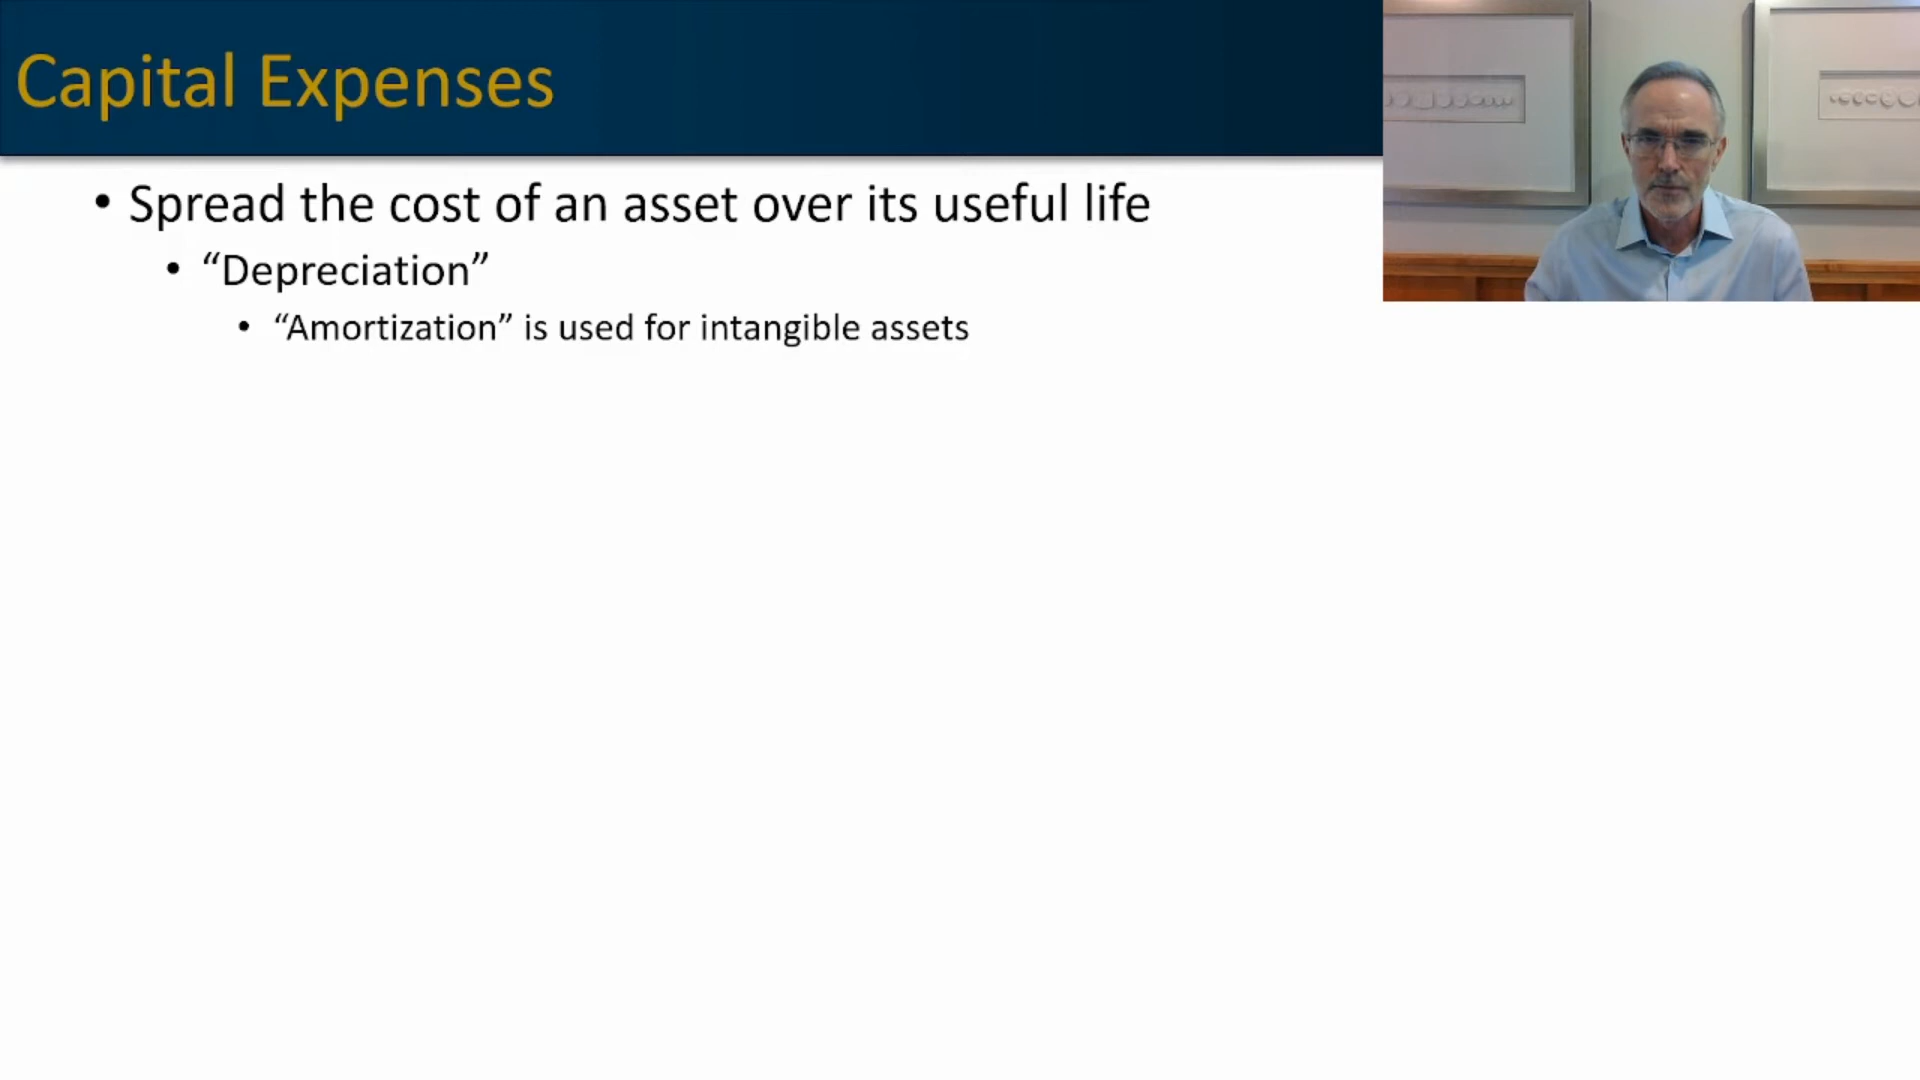 Capital Expenses
• Spread the cost of an asset over its useful life
• “Depreciation”
• “Amortization” is used for intangible assets